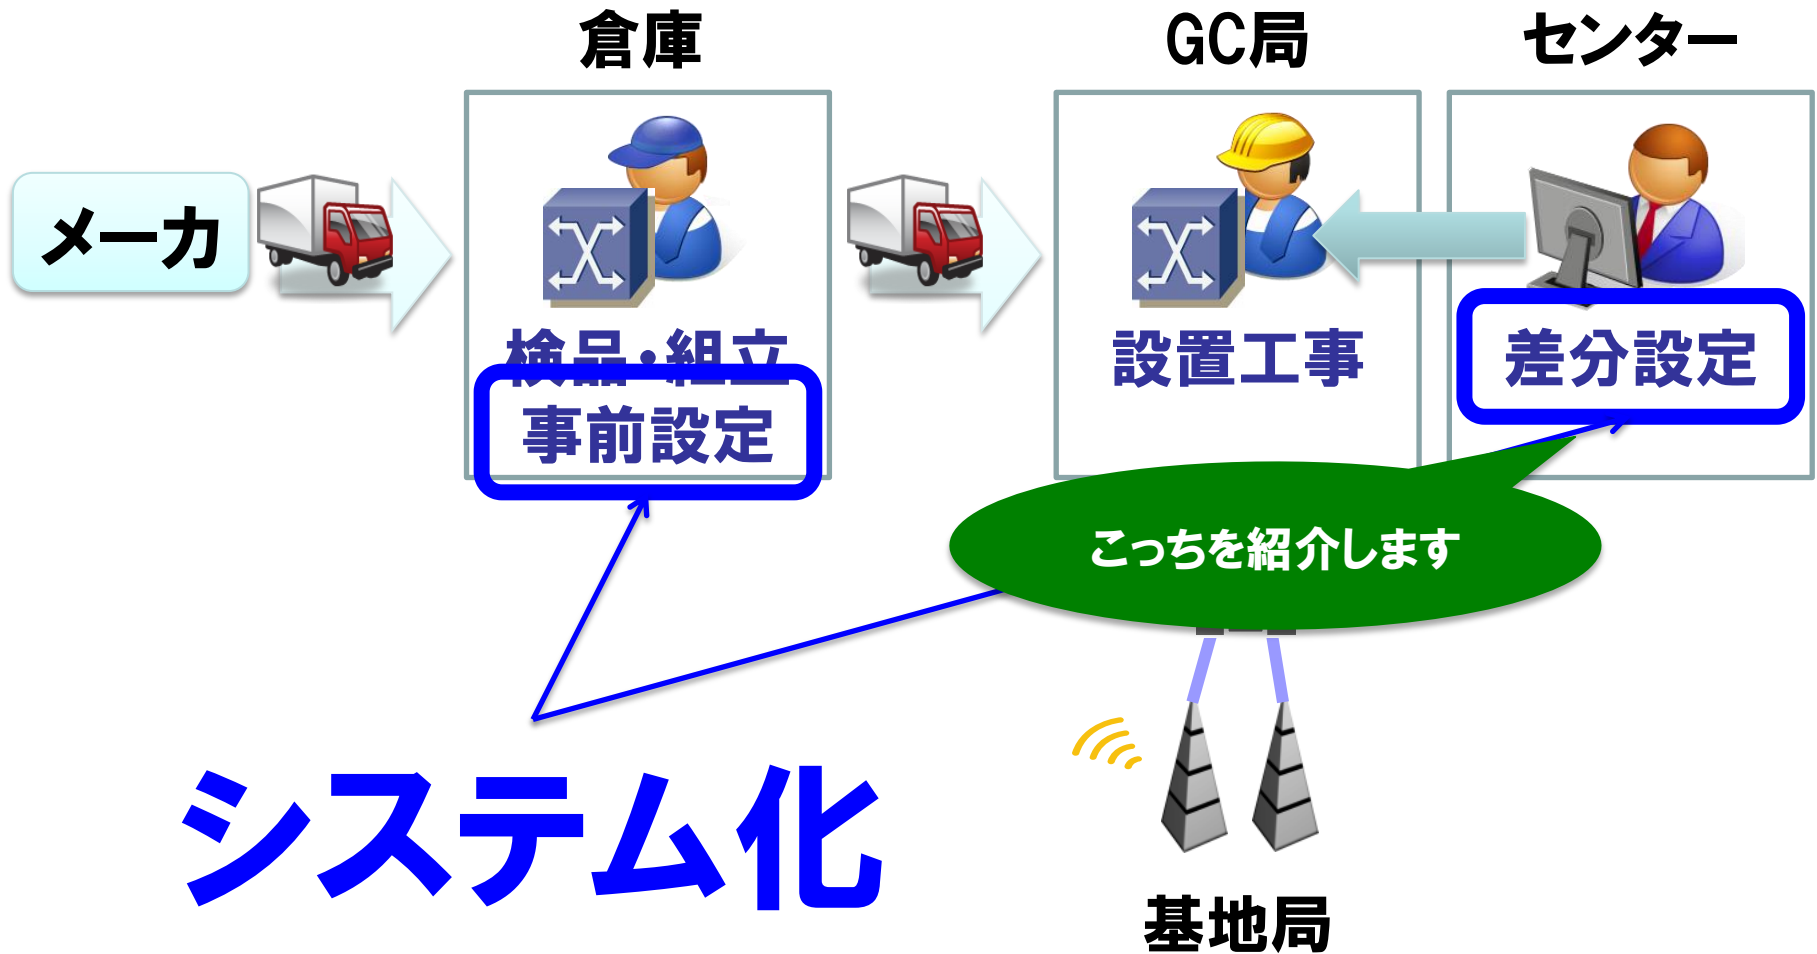 倉庫
GC局
センター
メーカ
検品・組立
事前設定
設置工事
差分設定
こっちを紹介します
システム化
基地局